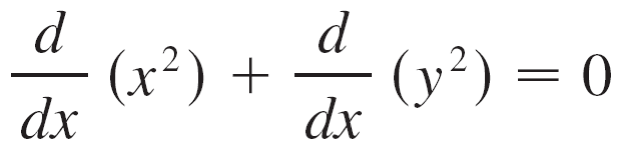 d/dx (x²) + d/dx (y²) = 0